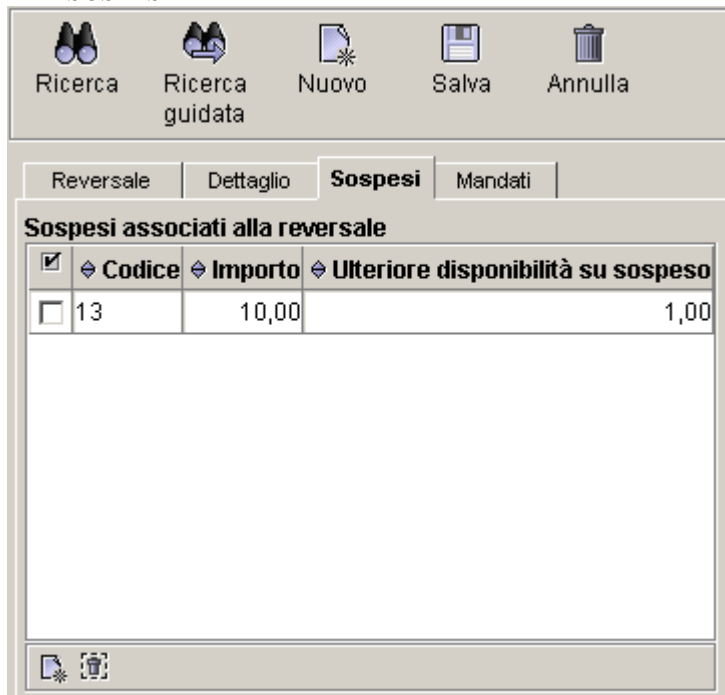 Ricerca Ricerca guidata Nuovo Salva Annulla
Reversale Dettaglio Sospesi Mandati
Sospesi associati alla reversale
Codice Importo Ulteriore disponibilità su sospeso
13 10,00 1,00